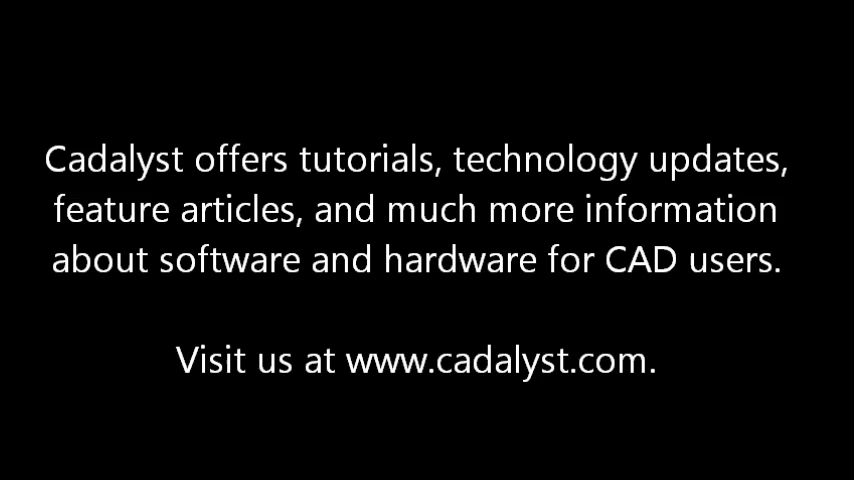 Cadalyst offers tutorials, technology updates,
feature articles, and much more information
about software and hardware for CAD users.
Visit us at www.cadalyst.com.